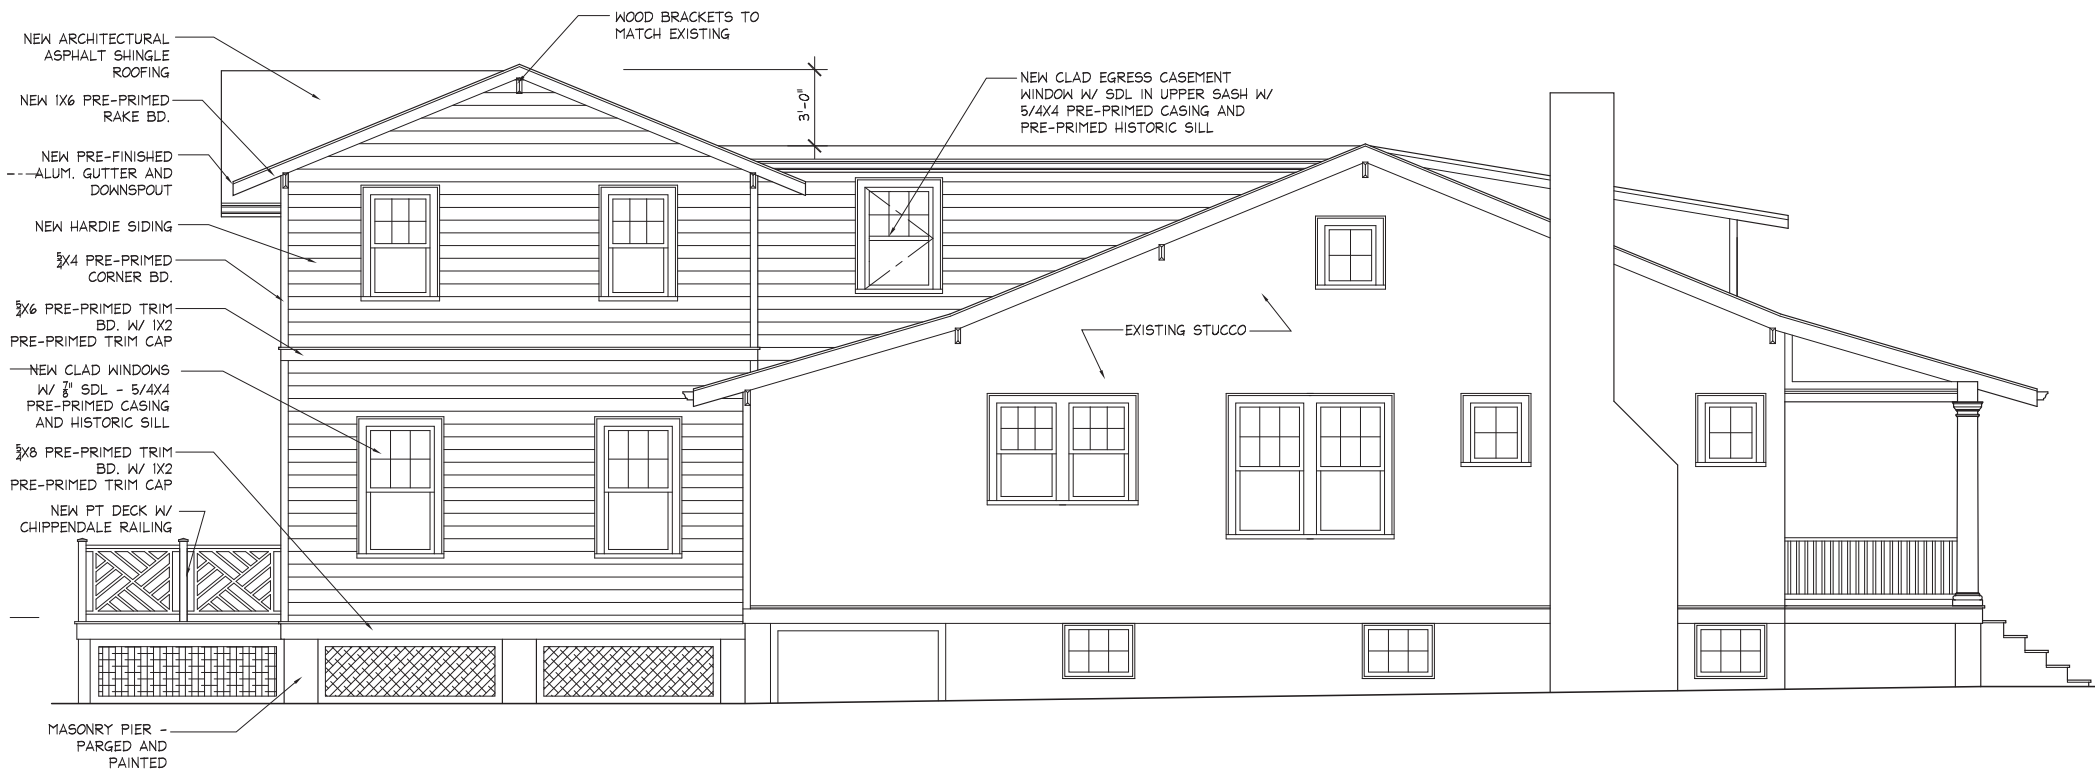 WOOD BRACKETS TO
MATCH EXISTING
NEW ARCHITECTURAL
ASPHALT SHINGLE
ROOFING
NEW 1X6 PRE-PRIMED
RAKE BD.
NEW PRE-FINISHED
ALUM. GUTTER AND
DOWNSPOUT
NEW HARDIE SIDING
5/4X4 PRE-PRIMED
CORNER BD.
5/4X6 PRE-PRIMED TRIM
BD. W/ 1X2
PRE-PRIMED TRIM CAP
NEW CLAD WINDOWS
W/ 7/8" SDL - 5/4X4
PRE-PRIMED CASING
AND HISTORIC SILL
5/4X8 PRE-PRIMED TRIM
BD. W/ 1X2
PRE-PRIMED TRIM CAP
NEW PT DECK W/
CHIPPENDALE RAILING
MASONRY PIER -
PARGED AND
PAINTED
3'-0"
NEW CLAD EGRESS CASEMENT
WINDOW W/ SDL IN UPPER SASH W/
5/4X4 PRE-PRIMED CASING AND
PRE-PRIMED HISTORIC SILL
EXISTING STUCCO